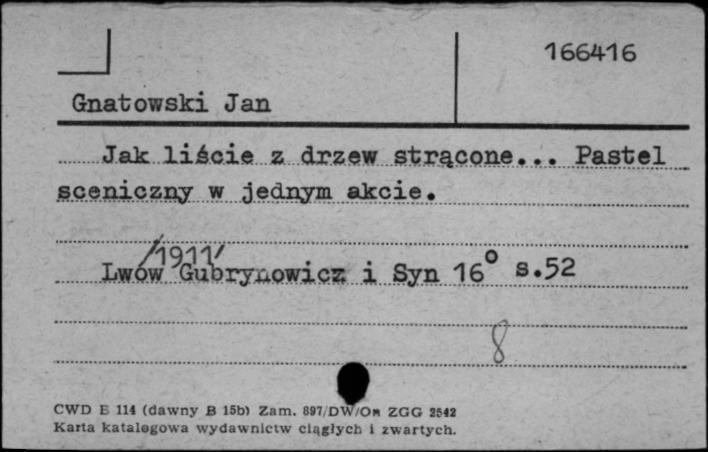 166416
Gnatowski Jan
Jak liście z drzew strącone... Pastel
sceniczny w jednym akcie.
/1911/
Lwów Gubrynowicz i Syn 16° s.52
8
CWD E 114 (dawny B 15b) Zam. 897/DW/Om ZGG 2542
Karta katalogowa wydawnictw ciągłych i zwartych.